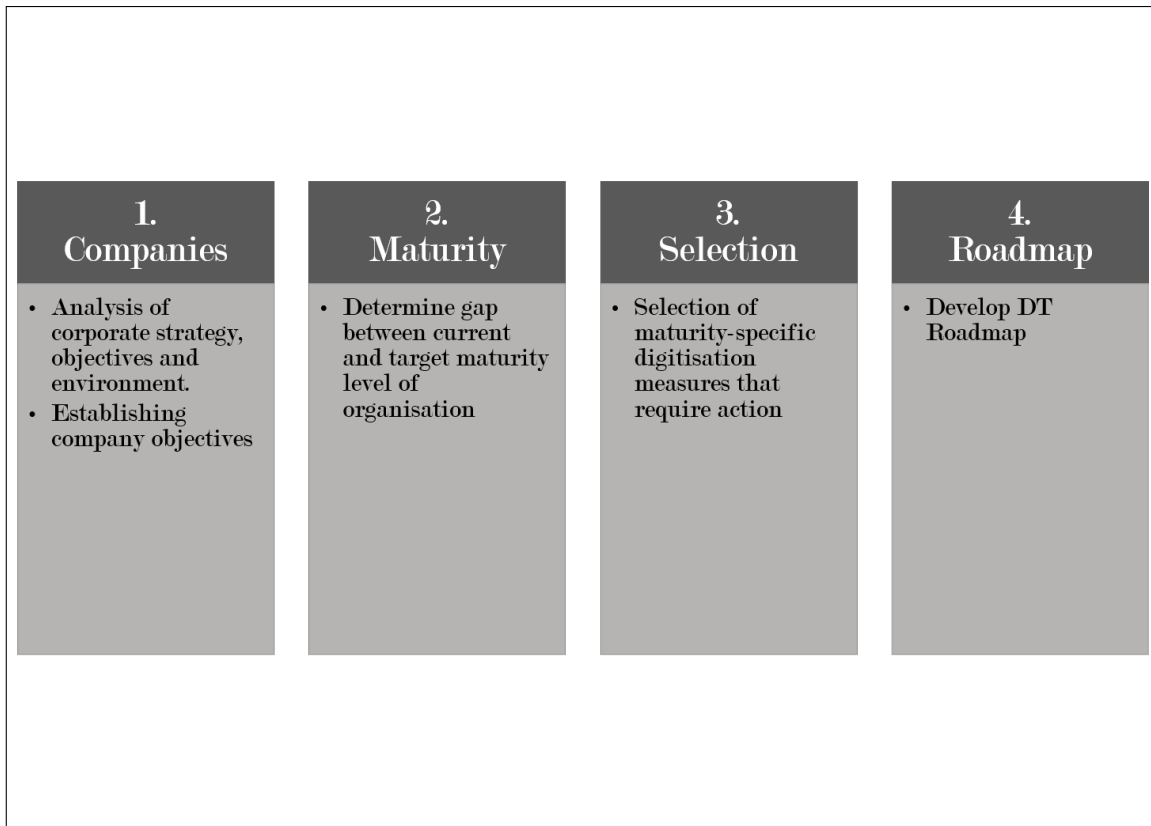 1.
Companies
• Analysis of
corporate strategy,
objectives and
environment.
• Establishing
company objectives
2.
Maturity
• Determine gap
between current
and target maturity
level of
organisation
3.
Selection
• Selection of
maturity-specific
digitisation
measures that
require action
4.
Roadmap
• Develop DT
Roadmap